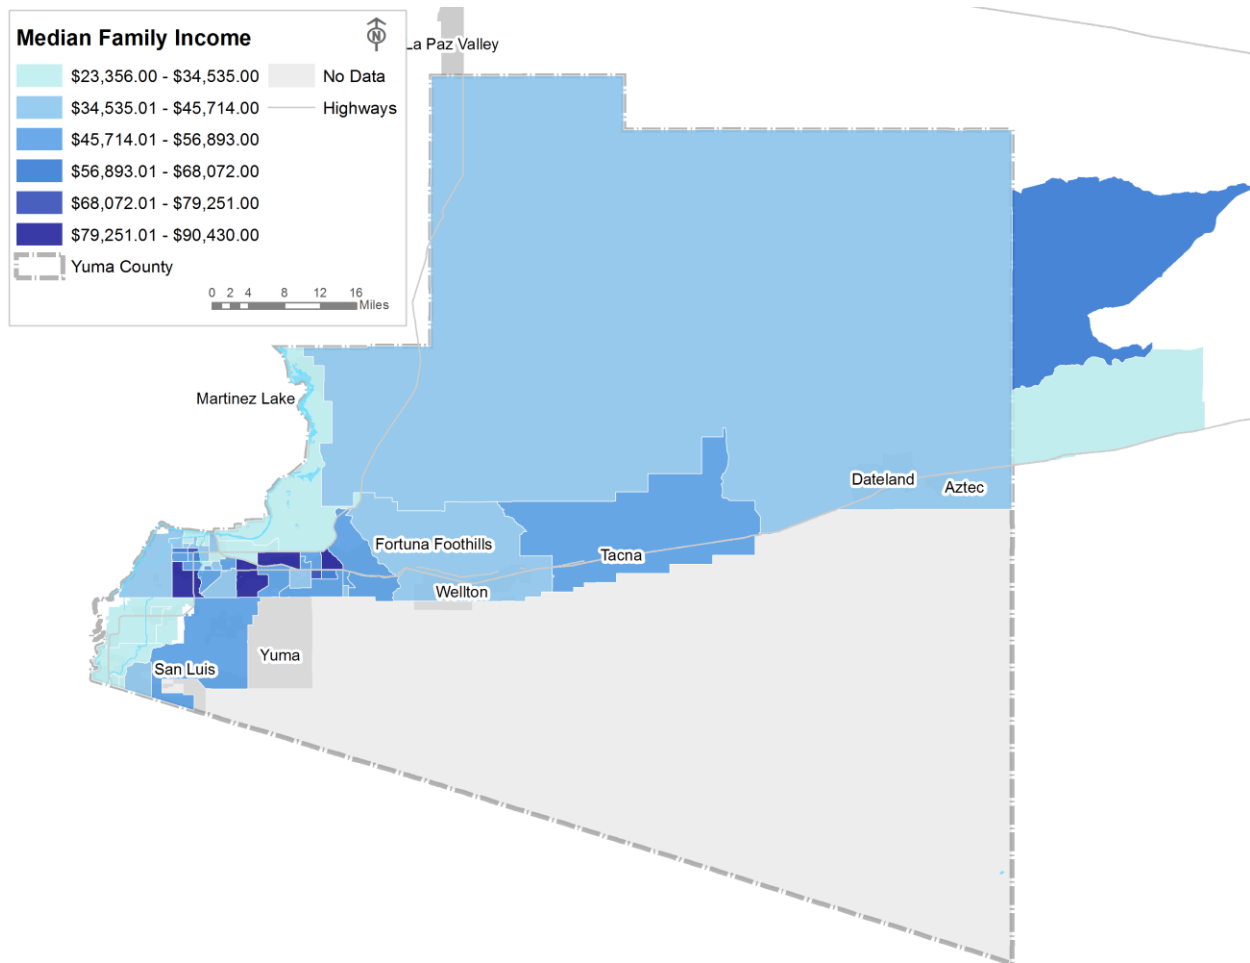 Median Family Income
N
$23,356.00 - $34,535.00
$34,535.01 - $45,714.00
$45,714.01 - $56,893.00
$56,893.01 - $68,072.00
$68,072.01 - $79,251.00
$79,251.01 - $90,430.00
Yuma County
No Data
Highways
0 2 4 8 12 16
Miles
La Paz Valley
Martinez Lake
Dateland
Aztec
Fortuna Foothills
Tacna
Wellton
Yuma
San Luis